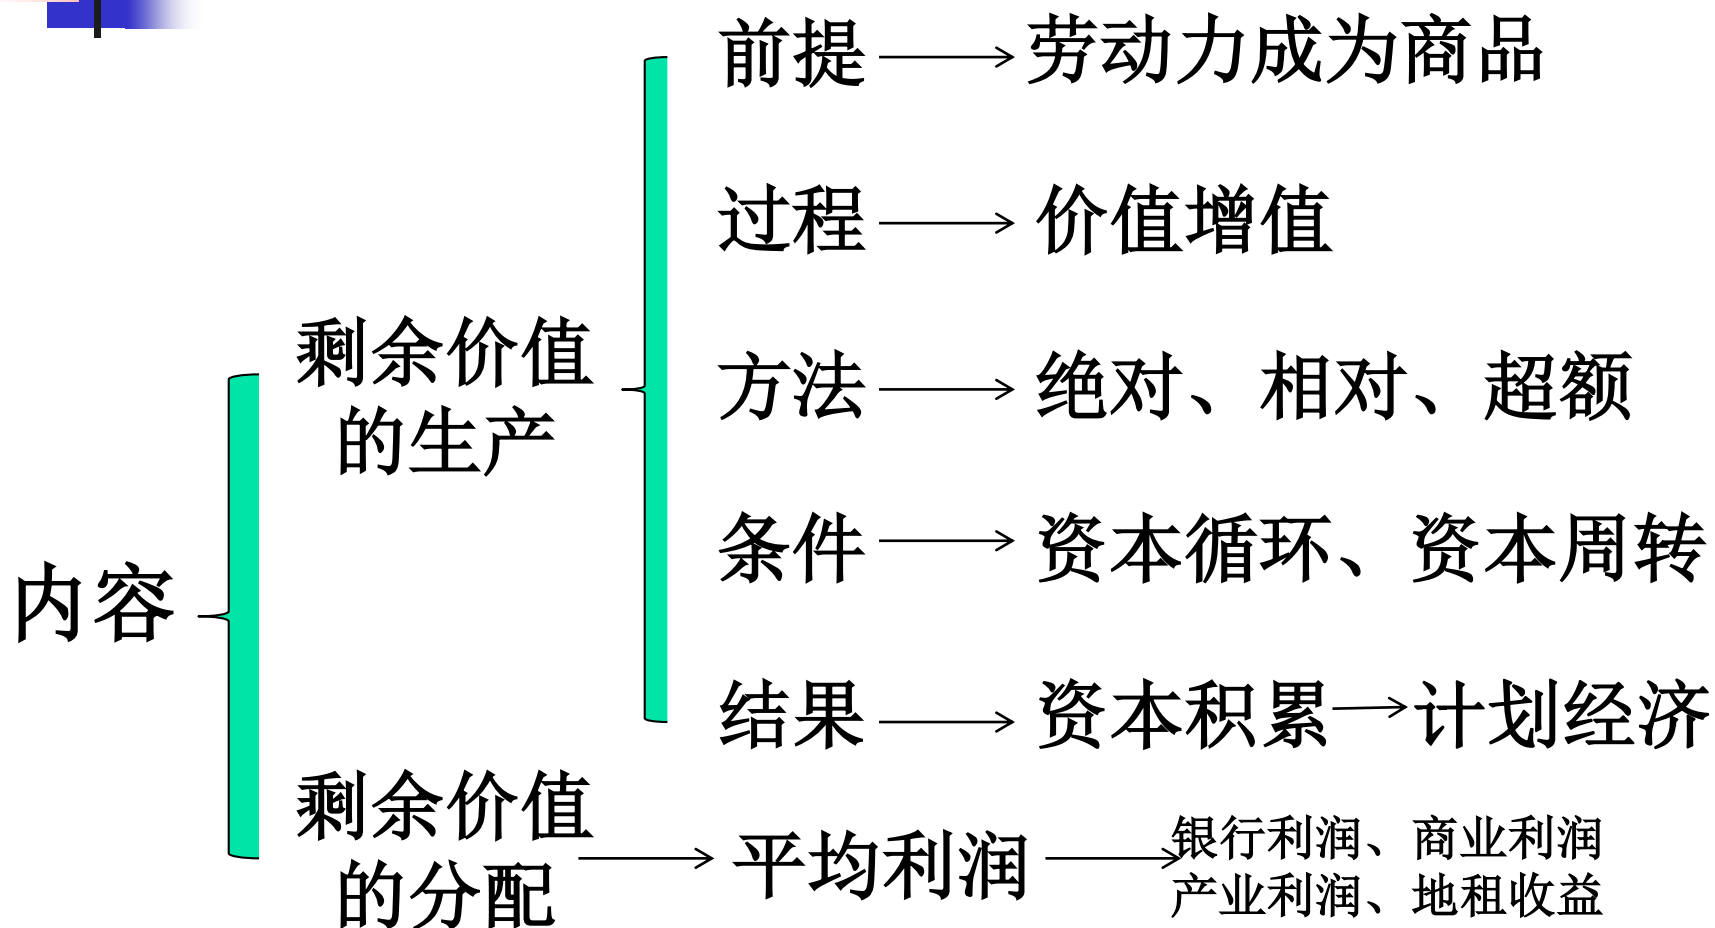 前提 劳动力成为商品
过程 价值增值
剩余价值
的生产
方法 绝对、相对、超额
条件 资本循环、资本周转
内容
结果 资本积累 计划经济
剩余价值
的分配
平均利润
银行利润、商业利润
产业利润、地租收益